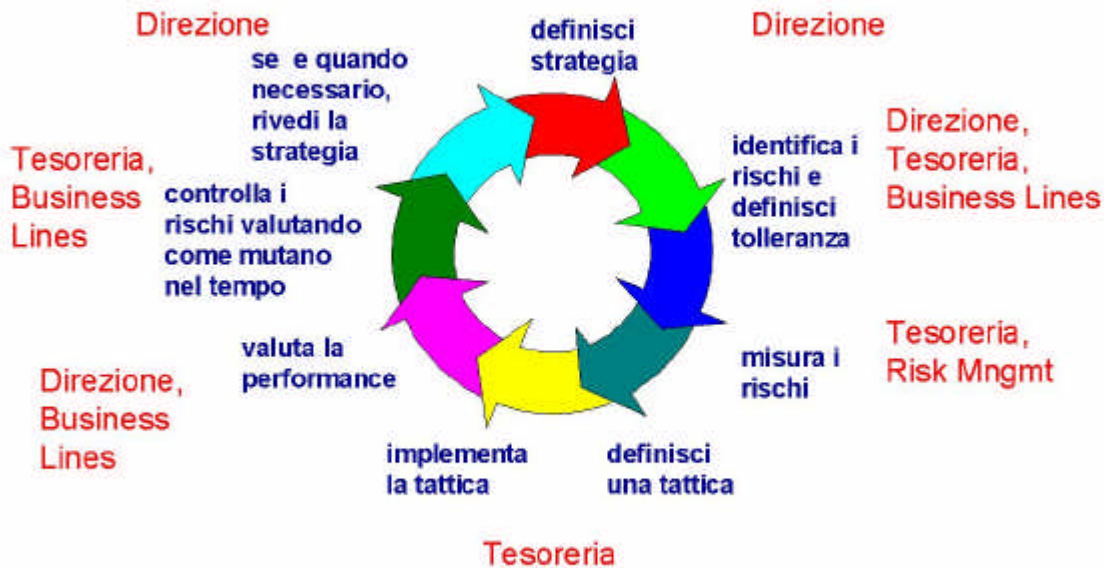 Direzione
definisci
strategia
Direzione
se e quando
necessario,
rivedi la
strategia
identifica i
rischi e
definisci
tolleranza
Direzione,
Tesoreria,
Business Lines
Tesoreria,
Business
Lines
controlla i
rischi valutando
come mutano
nel tempo
misura i
rischi
Tesoreria,
Risk Mngmt
valuta la
performance
Direzione,
Business
Lines
implementa
la tattica
definisci
una tattica
Tesoreria